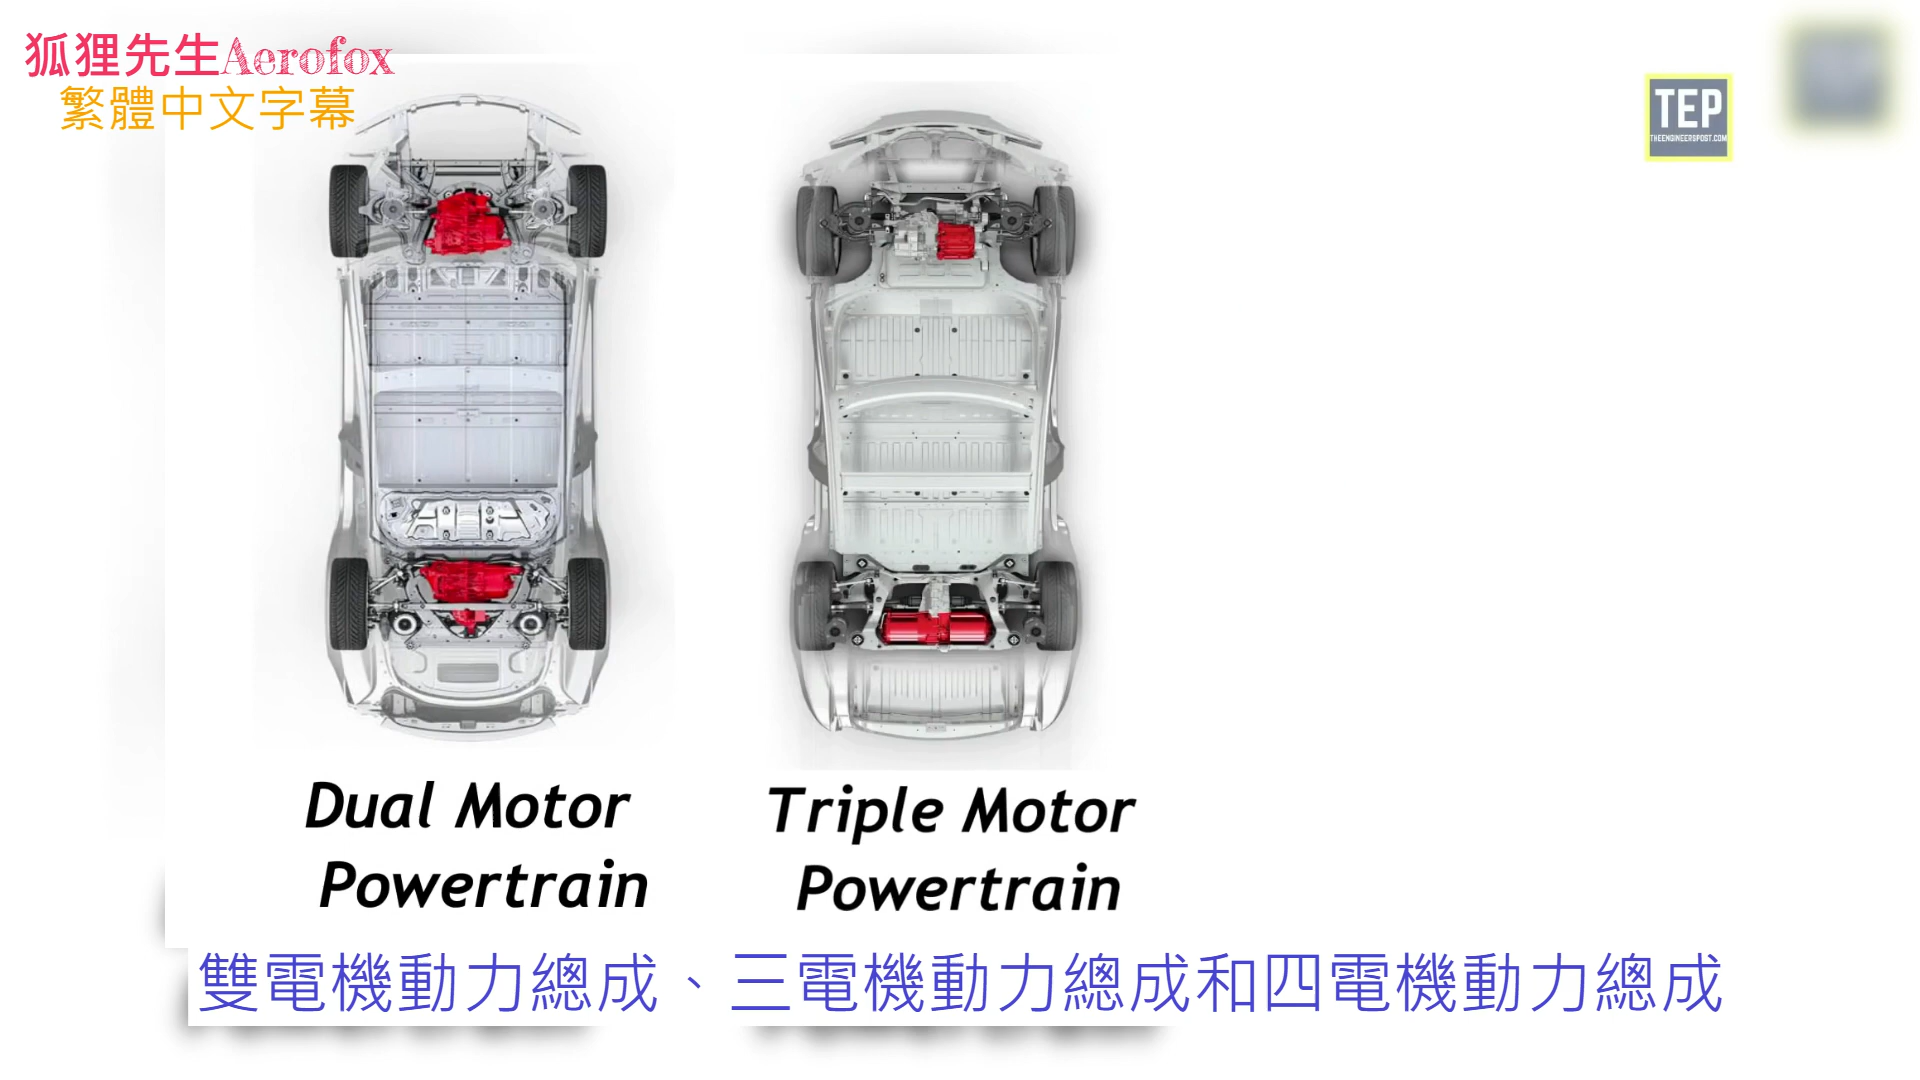 狐狸先生Aerofox
繁體中文字幕
TEP
THEENGINEERSPOST.COM
Dual Motor
Powertrain
Triple Motor
Powertrain
雙電機動力總成、三電機動力總成和四電機動力總成